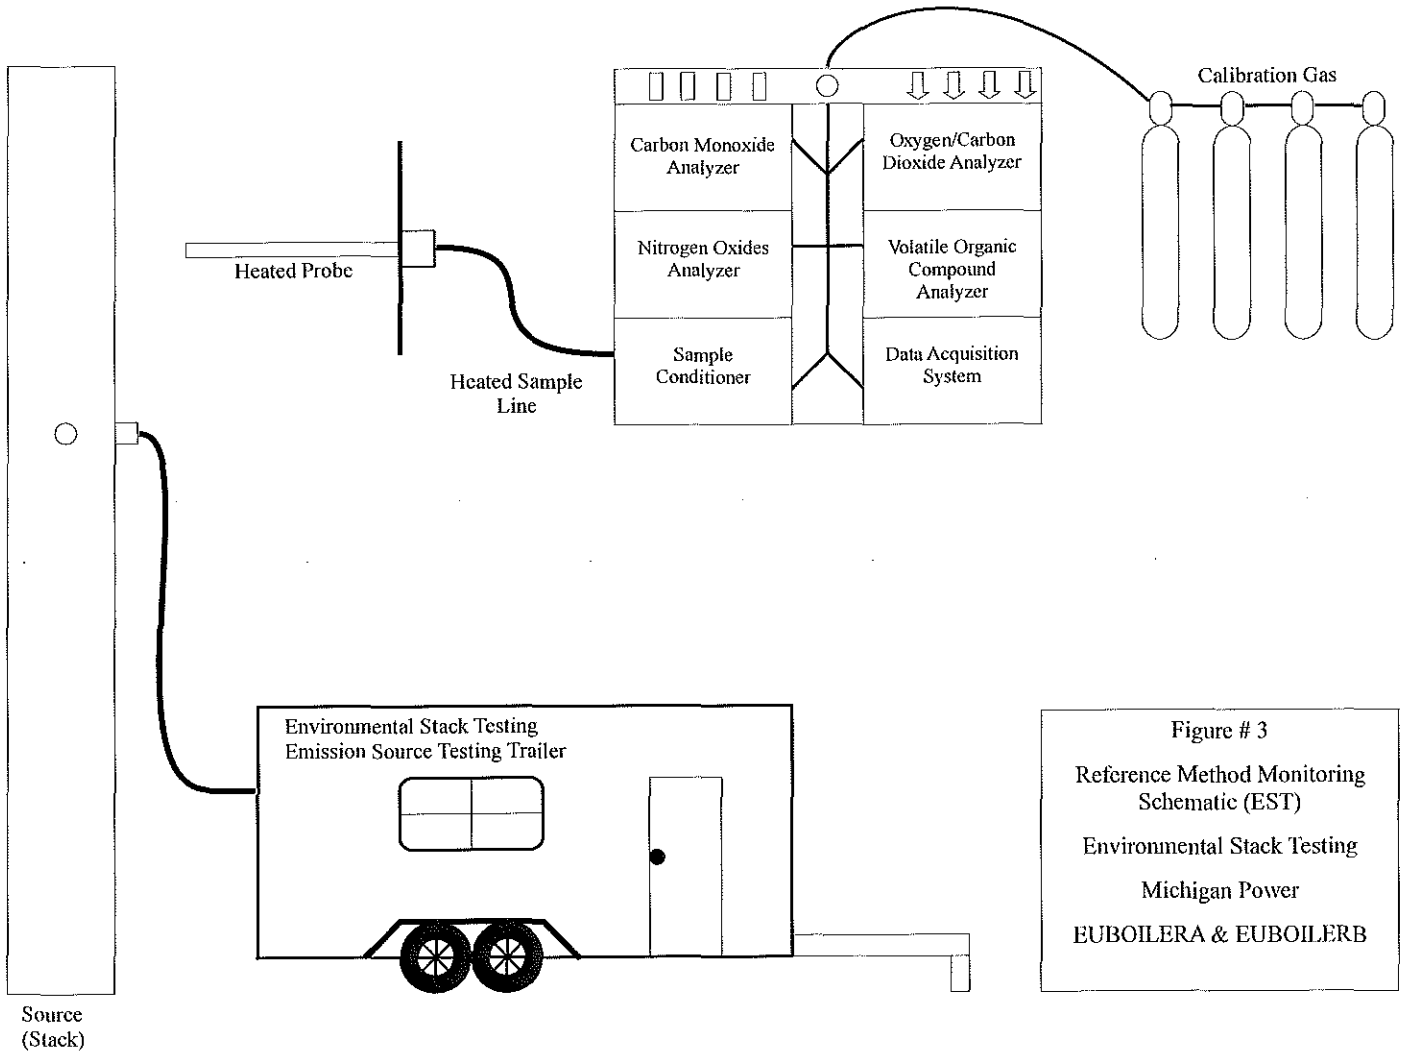 Calibration Gas
Carbon Monoxide
Analyzer
Oxygen/Carbon
Dioxide Analyzer
Heated Probe
Nitrogen Oxides
Analyzer
Volatile Organic
Compound
Analyzer
Heated Sample
Line
Sample
Conditioner
Data Acquisition
System
Environmental Stack Testing
Emission Source Testing Trailer
Figure # 3
Reference Method Monitoring
Schematic (EST)
Environmental Stack Testing
Michigan Power
EUBOILERA & EUBOILERB
Source
(Stack)